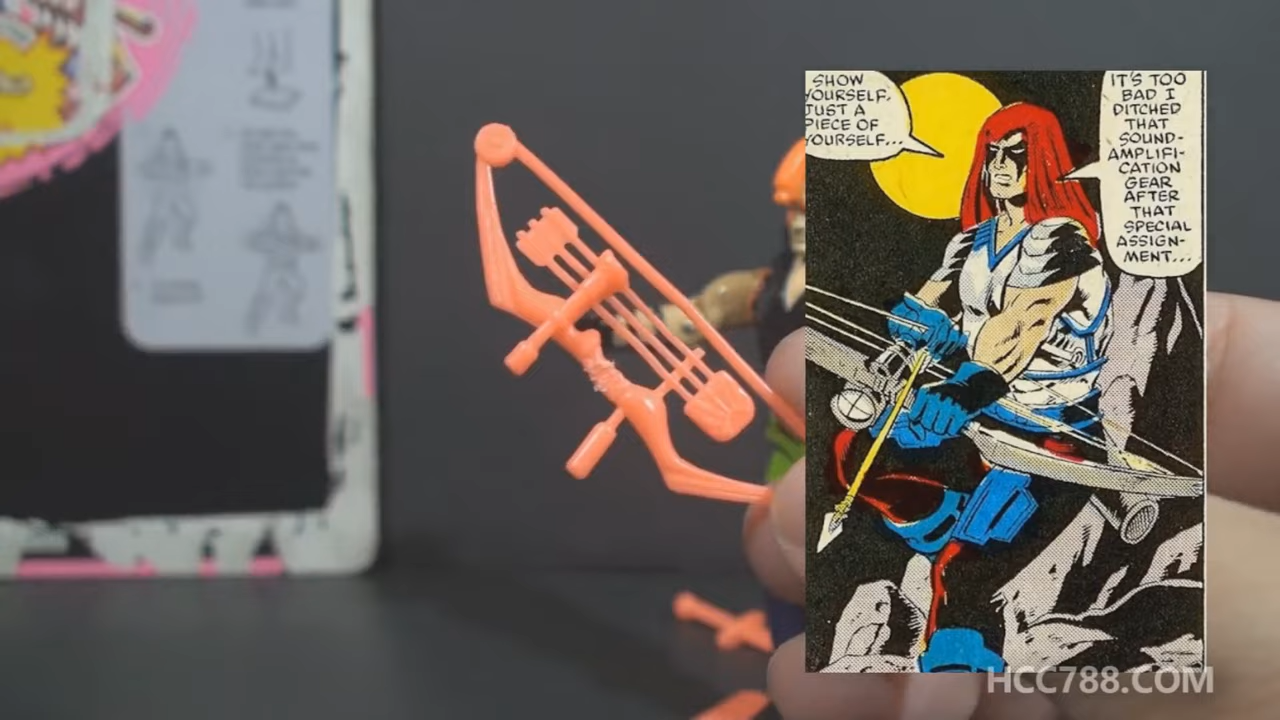 SHOW
YOURSELF.
JUST A
PIECE OF
YOURSELF...
IT'S TOO
BAD I
DITCHED
THAT
SOUND-
AMPLIFI-
CATION
GEAR
AFTER
THAT
SPECIAL
ASSIGN-
MENT...
HCC788.COM